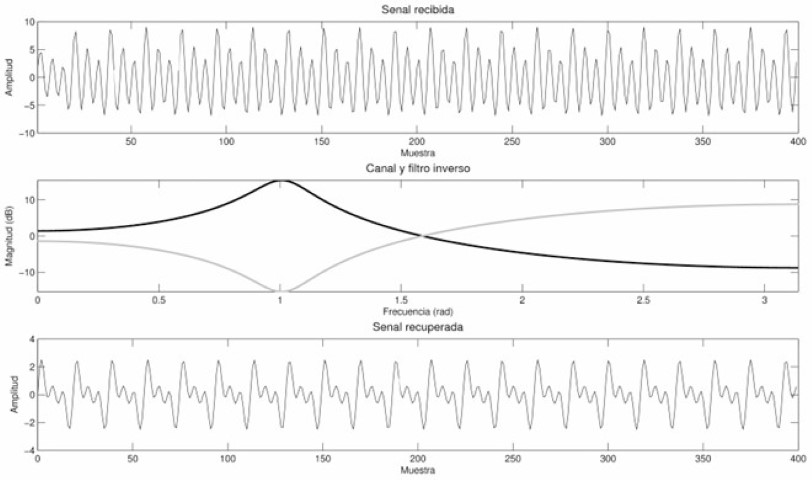 Senal recibida
10
5
0
−5
−10
Amplitud
50 100 150 200 250 300 350 400
Muestra
Canal y filtro inverso
10
0
−10
Magnitud (dB)
0 0.5 1 1.5 2 2.5 3
Frecuencia (rad)
Senal recuperada
4
2
0
−2
−4
Amplitud
0 50 100 150 200 250 300 350 400
Muestra